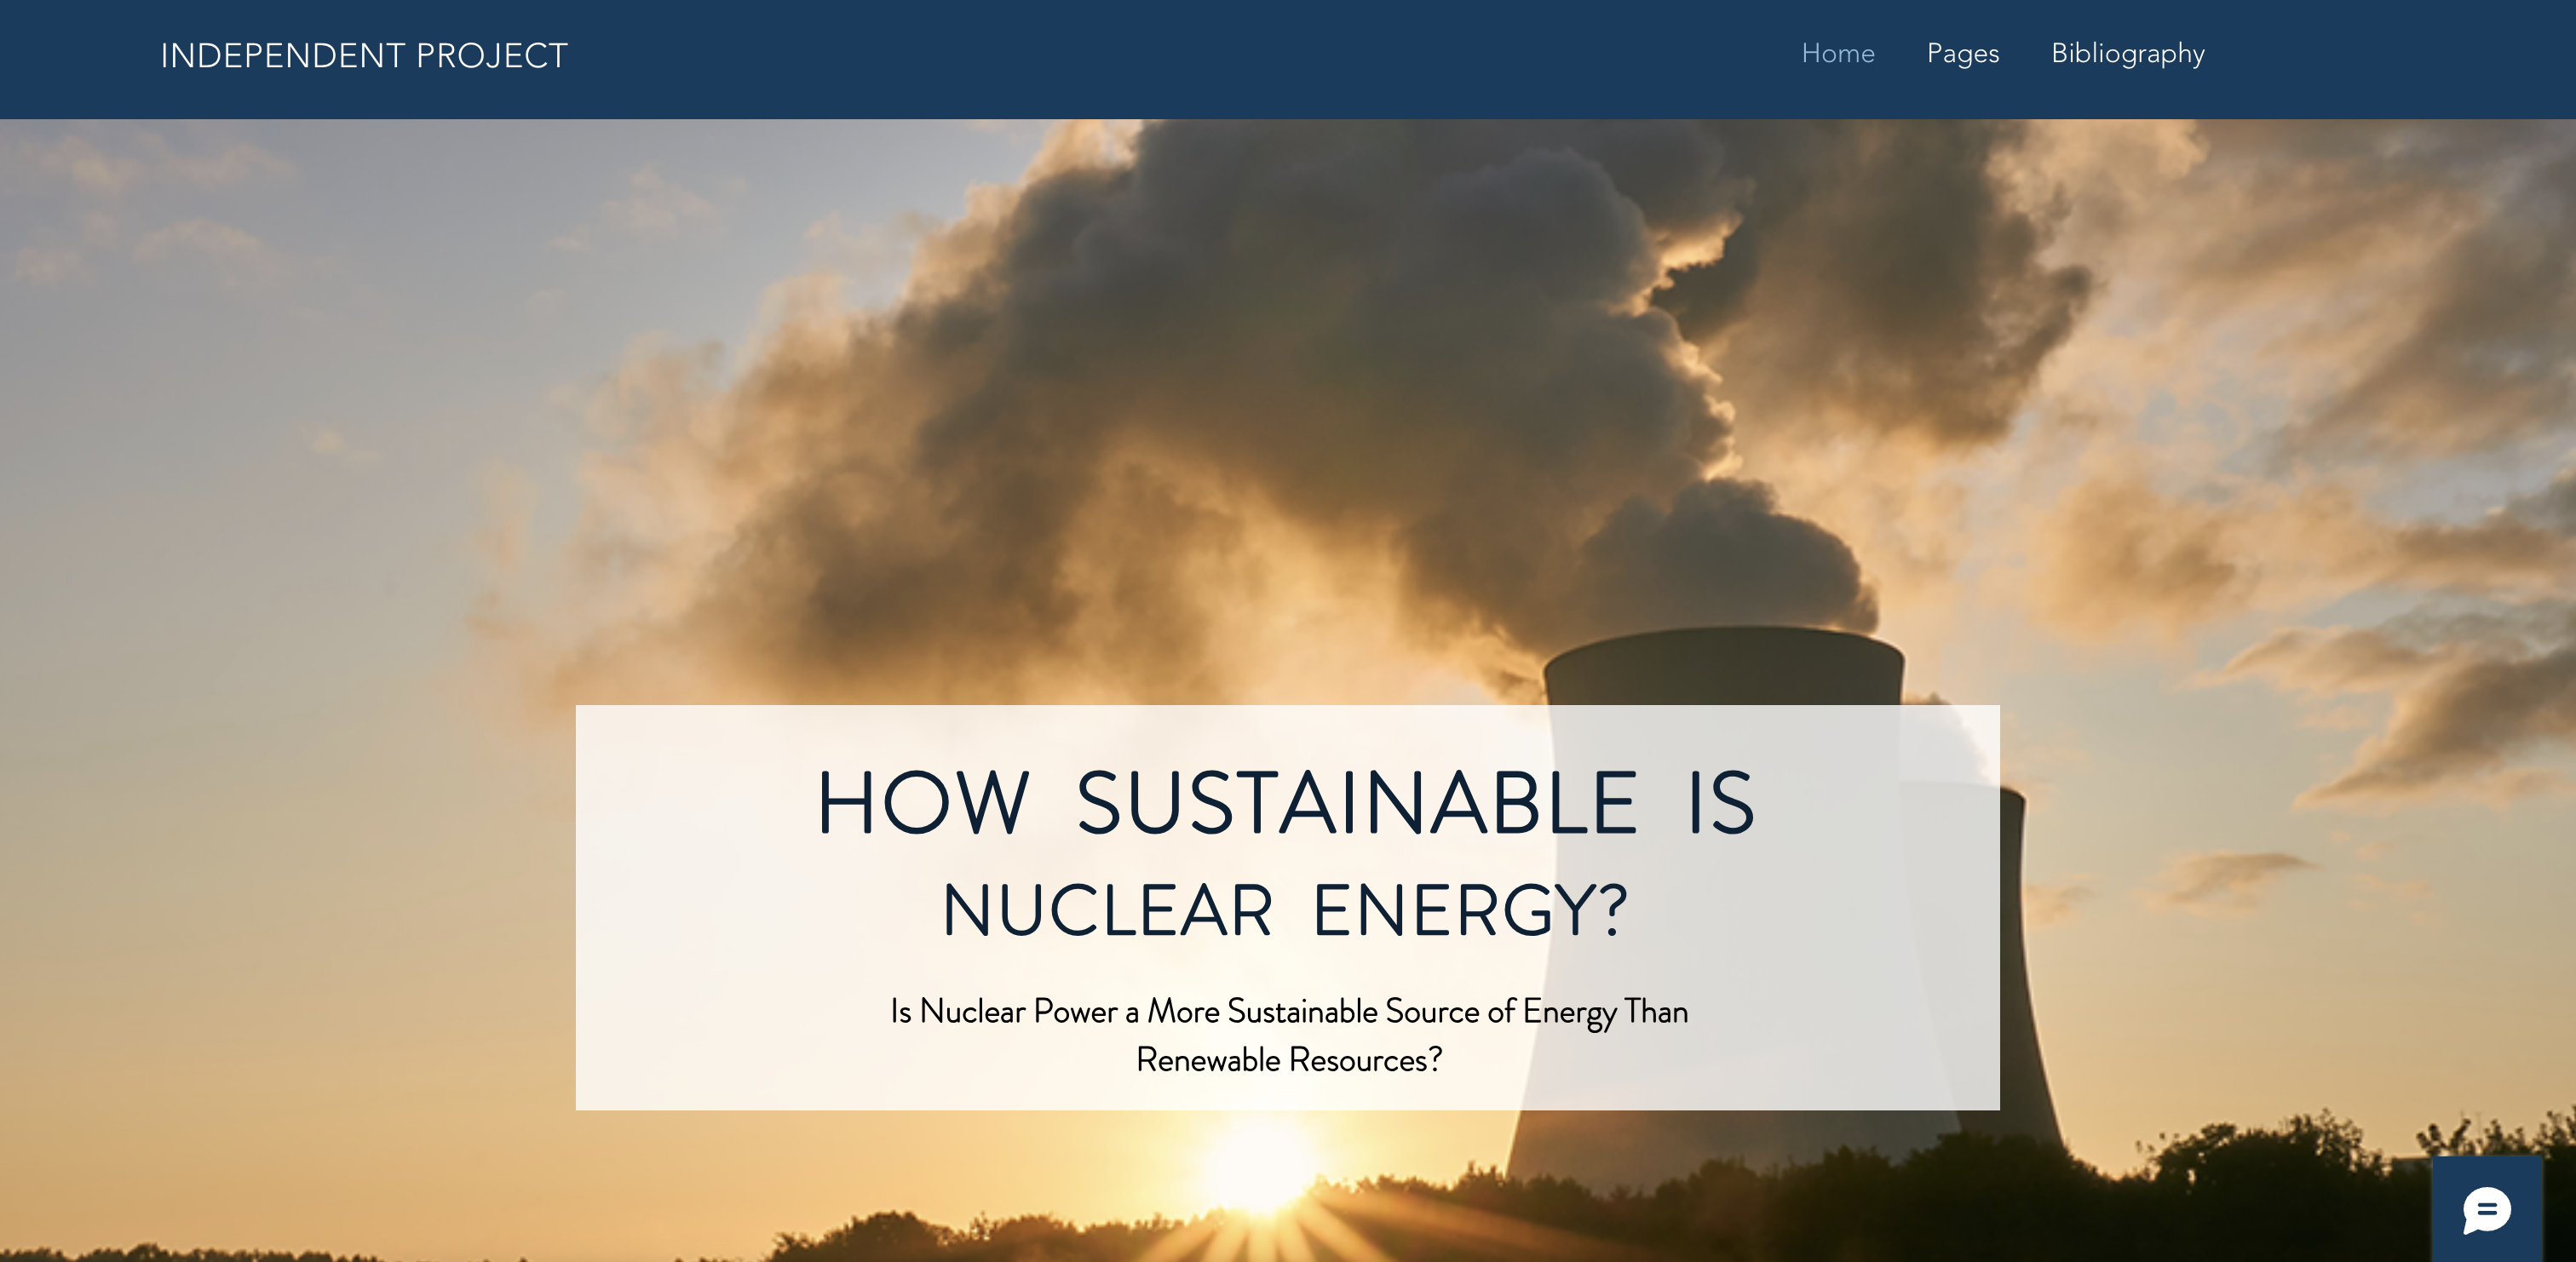 INDEPENDENT PROJECT
Home Pages Bibliography
HOW SUSTAINABLE IS
NUCLEAR ENERGY?
Is Nuclear Power a More Sustainable Source of Energy Than
Renewable Resources?